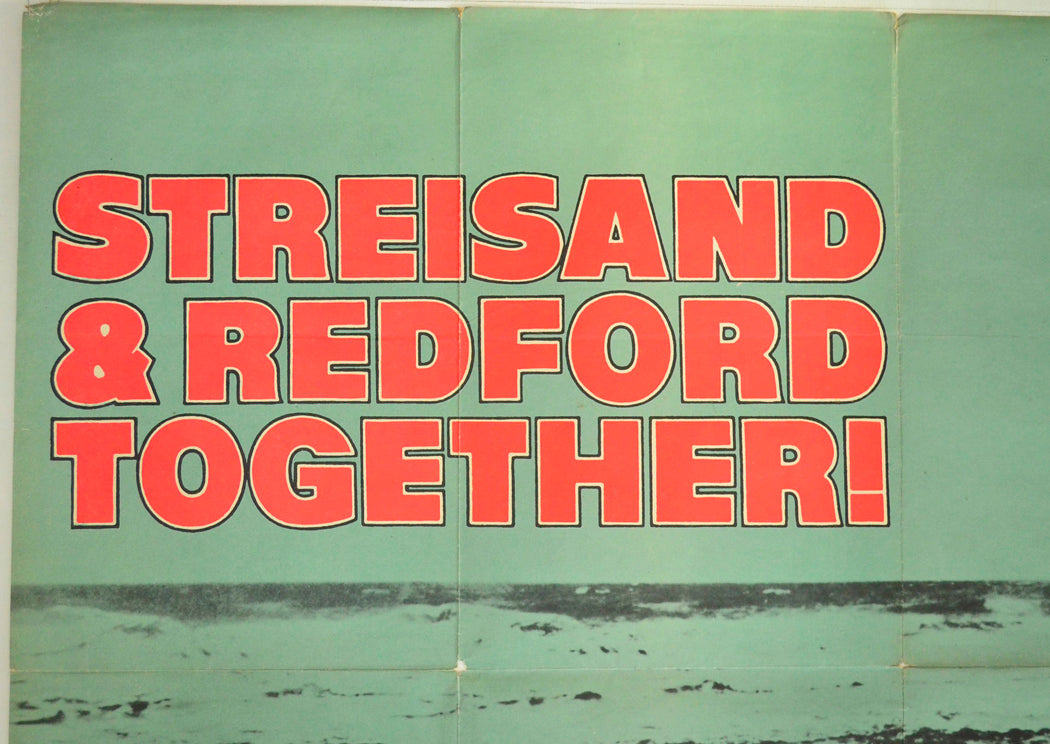 STREISAND
& REDFORD
TOGETHER!